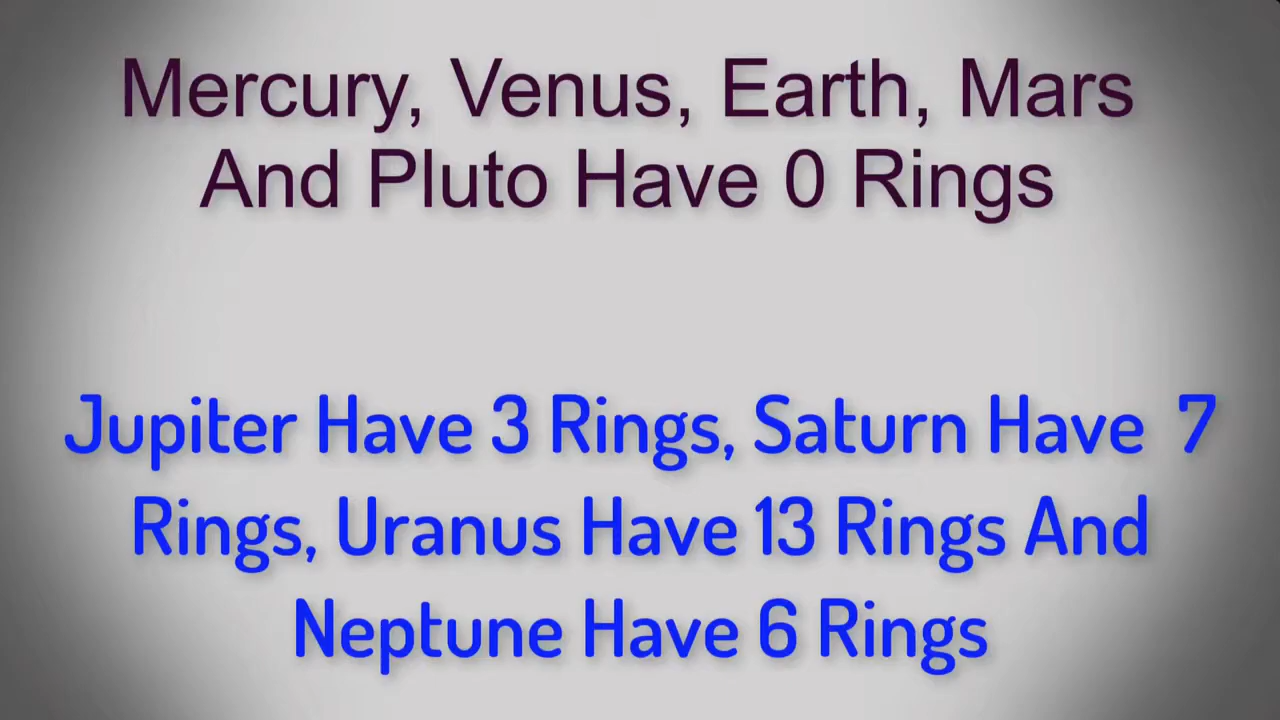 Mercury, Venus, Earth, Mars
And Pluto Have 0 Rings
Jupiter Have 3 Rings, Saturn Have 7
Rings, Uranus Have 13 Rings And
Neptune Have 6 Rings